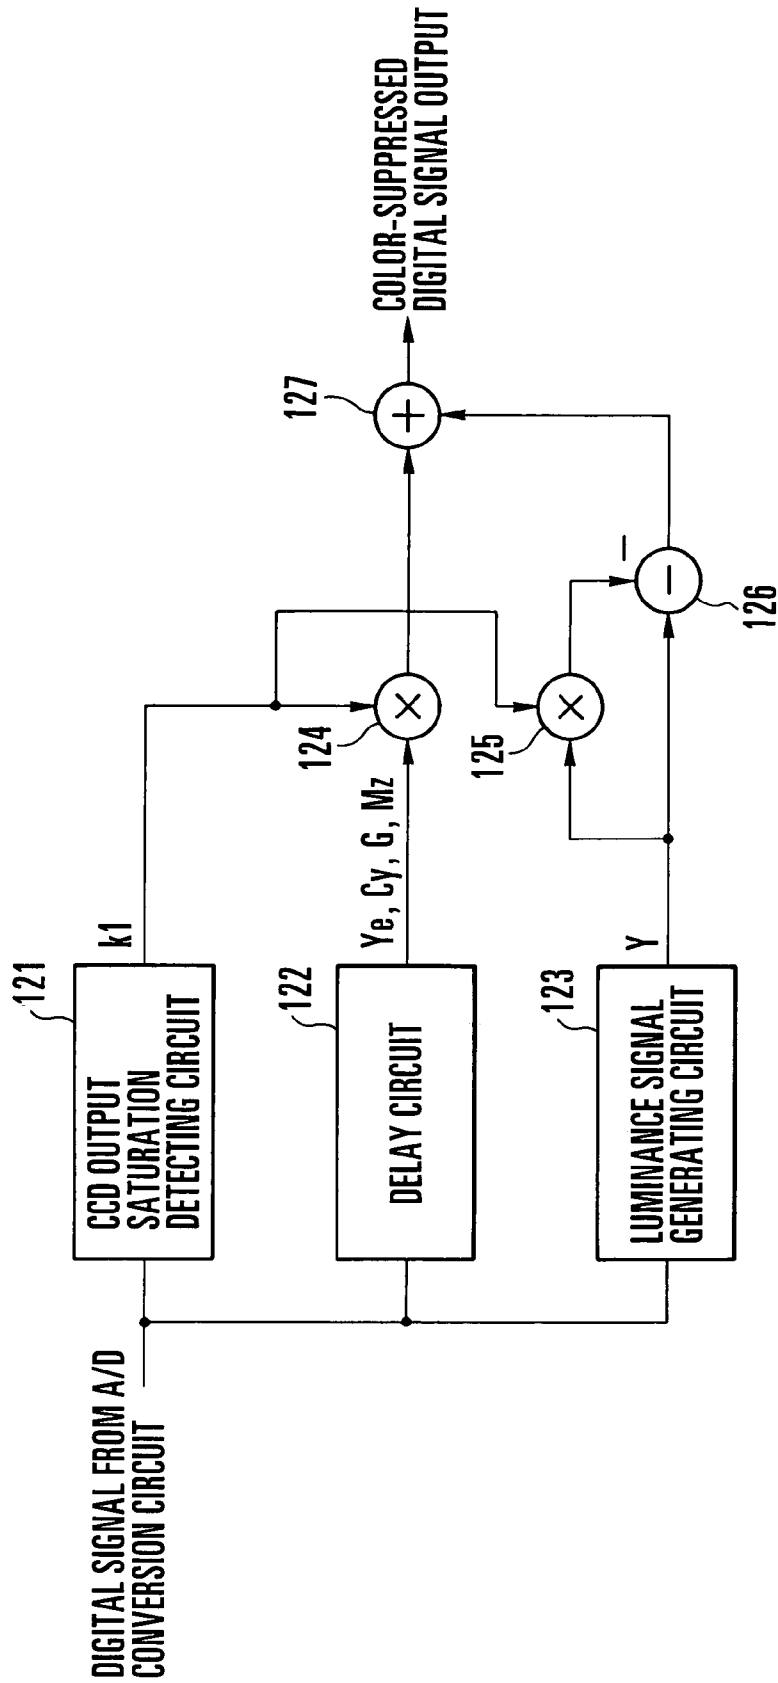 DIGITAL SIGNAL FROM A/D
CONVERSION CIRCUIT
121
CCD OUTPUT
SATURATION
DETECTING CIRCUIT
k1
122
DELAY CIRCUIT
Ye, Cy, G, Mz
123
LUMINANCE SIGNAL
GENERATING CIRCUIT
Y
124
×
125
×
126
−
−
127
+
COLOR-SUPPRESSED
DIGITAL SIGNAL OUTPUT